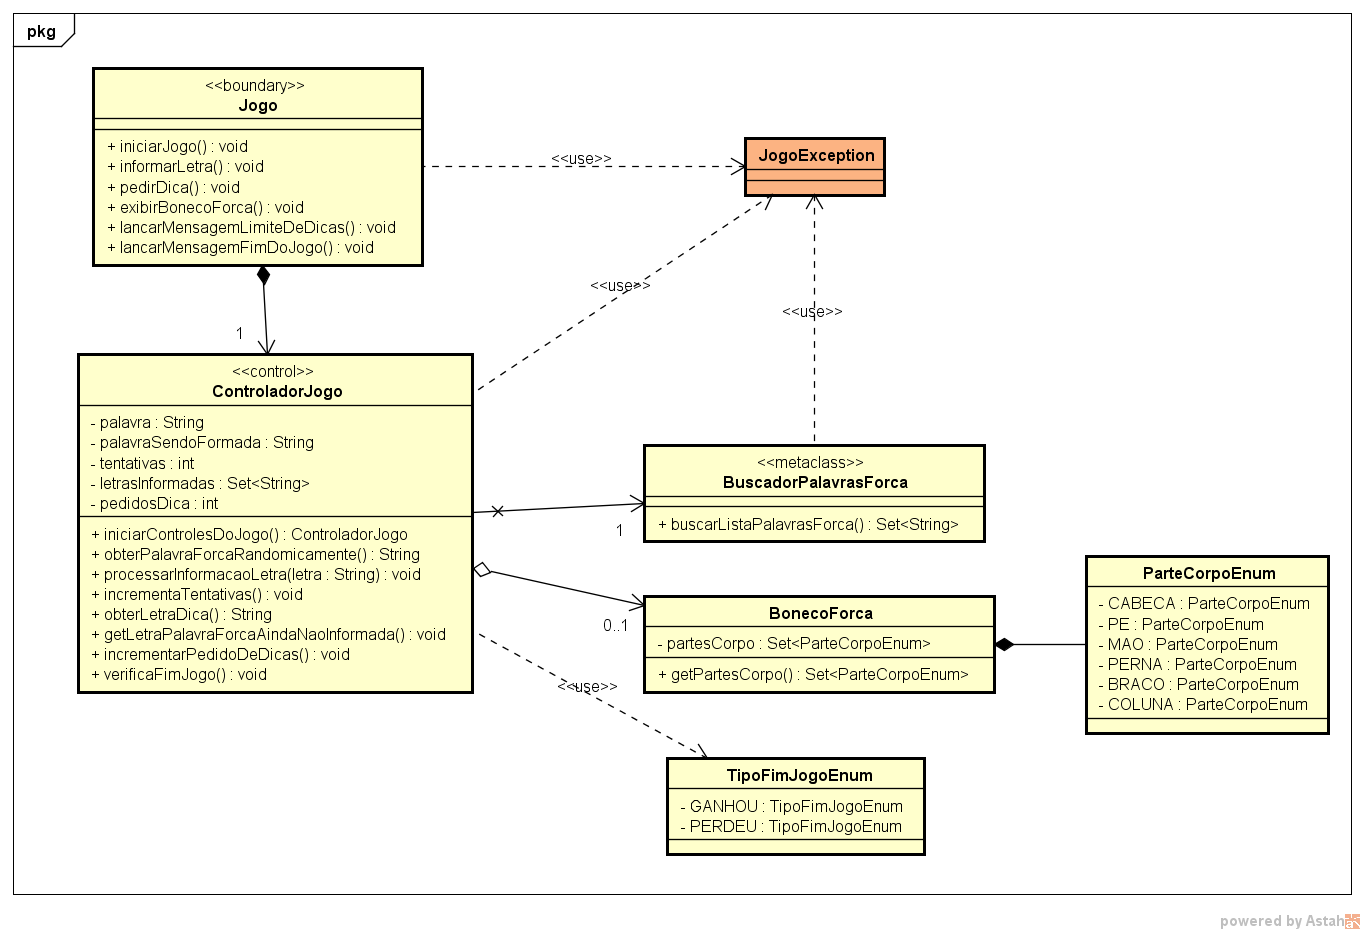 pkg
<<boundary>>
Jogo
+ iniciarJogo() : void
+ informarLetra() : void
+ pedirDica() : void
+ exibirBonecoForca() : void
+ lancarMensagemLimiteDeDicas() : void
+ lancarMensagemFimDoJogo() : void
<<use>>
JogoException
<<use>>
<<use>>
1
<<control>>
ControladorJogo
- palavra : String
- palavraSendoFormada : String
- tentativas : int
- letrasInformadas : Set<String>
- pedidosDica : int
+ iniciarControlesDoJogo() : ControladorJogo
+ obterPalavraForcaRandomicamente() : String
+ processarInformacaoLetra(letra : String) : void
+ incrementaTentativas() : void
+ obterLetraDica() : String
+ getLetraPalavraForcaAindaNaoInformada() : void
+ incrementarPedidoDeDicas() : void
+ verificaFimJogo() : void
<<metaclass>>
BuscadorPalavrasForca
+ buscarListaPalavrasForca() : Set<String>
1
BonecoForca
- partesCorpo : Set<ParteCorpoEnum>
+ getPartesCorpo() : Set<ParteCorpoEnum>
0..1
ParteCorpoEnum
- CABECA : ParteCorpoEnum
- PE : ParteCorpoEnum
- MAO : ParteCorpoEnum
- PERNA : ParteCorpoEnum
- BRACO : ParteCorpoEnum
- COLUNA : ParteCorpoEnum
<<use>>
TipoFimJogoEnum
- GANHOU : TipoFimJogoEnum
- PERDEU : TipoFimJogoEnum
powered by Astah